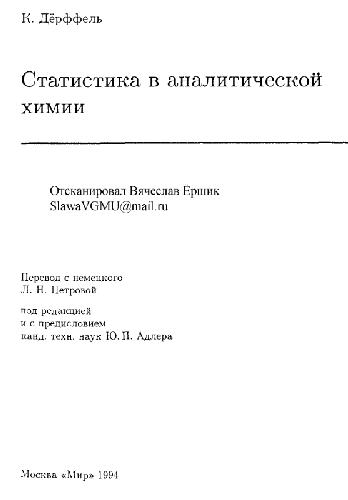 К. Дёрффель
Статистика в аналитической
химии
Отсканировал Вячеслав Ершик
SlawaVGMU@mail.ru
Перевод с немецкого
Л. Н. Петровой
под редакцией
и с предисловием
канд. техн. наук Ю. П. Адлера
Москва «Мир» 1994